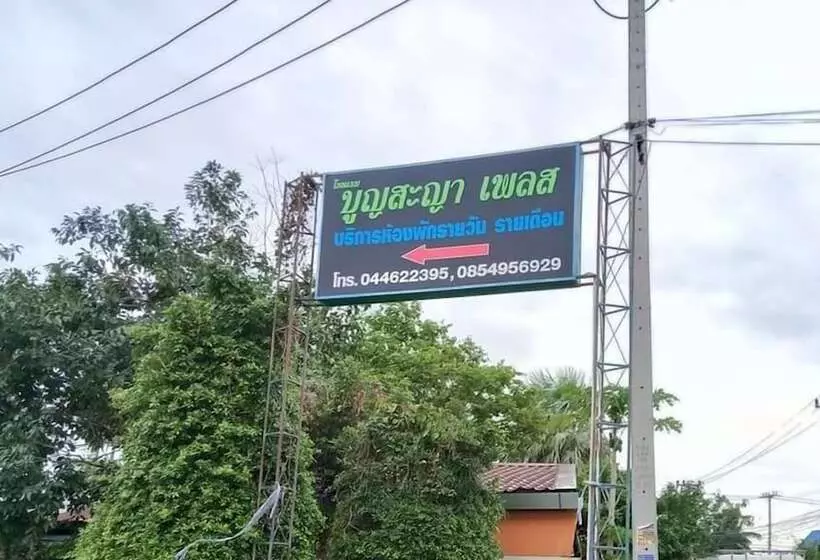 โรงแรม
บูญสะญา เพลส
บริการห้องพักรายวัน รายเดือน
โทร. 044622395, 0854956929